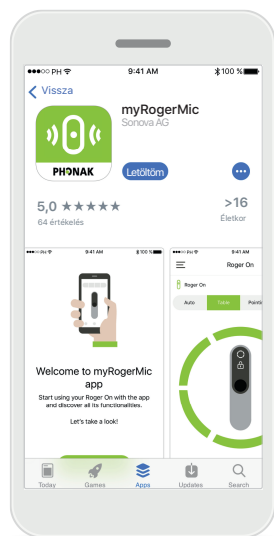 ●●●○○ PH 9:41 AM 100 %
Vissza
myRogerMic
Sonova AG
PHONAK
Letöltöm
5,0 ★★★★★
64 értékelés
>16
Életkor
●●●○○ PH 9:41 AM 100 %
Welcome to myRogerMic
app
Start using your Roger On with the app
and discover all its functionalities.
Let's take a look!
●●●○○ PH 9:41 AM
Roger On
Roger On
Auto Table
Today Games Apps Updates Search